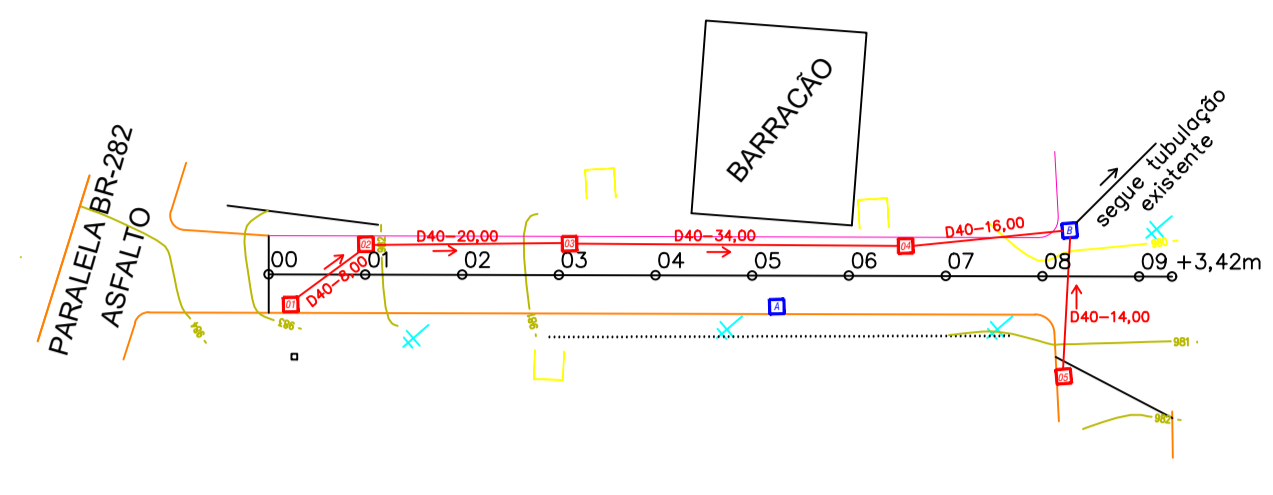 PARALELA BR-282
ASFALTO
BARRACÃO
segue tubulação
existente
D40-8,00
D40-20,00
D40-34,00
D40-16,00
D40-14,00
00 01 02 03 04 05 06 07 08 09 +3,42m
01
02
03
04
05
A
B
984
983
982
981
980
981
982